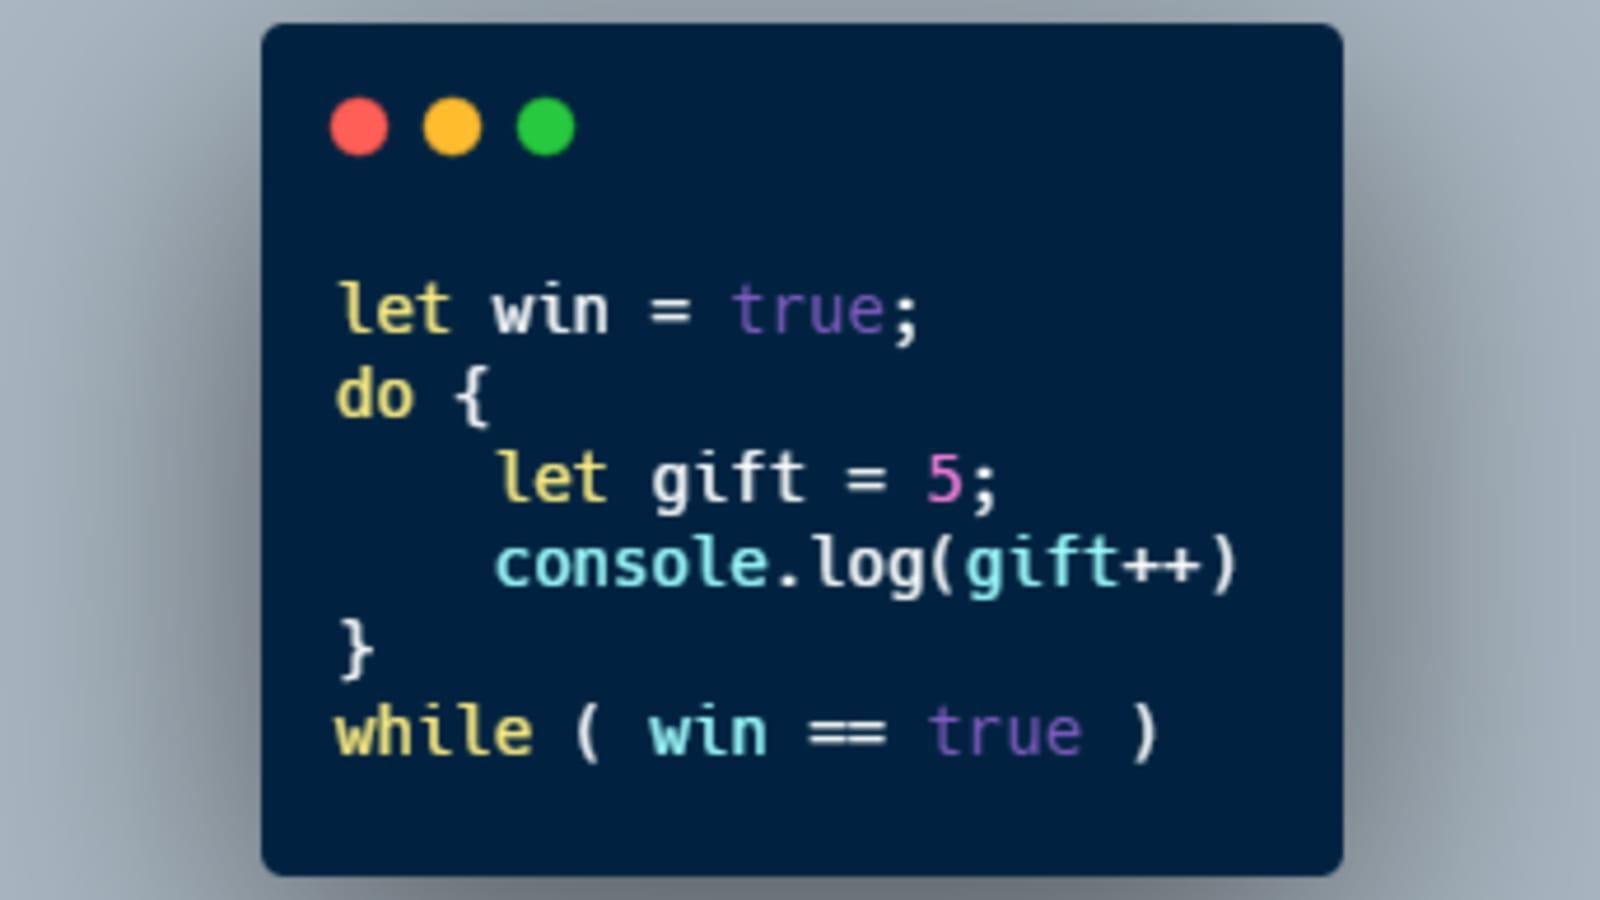 let win = true;
do {
    let gift = 5;
    console.log(gift++)
}
while ( win == true )